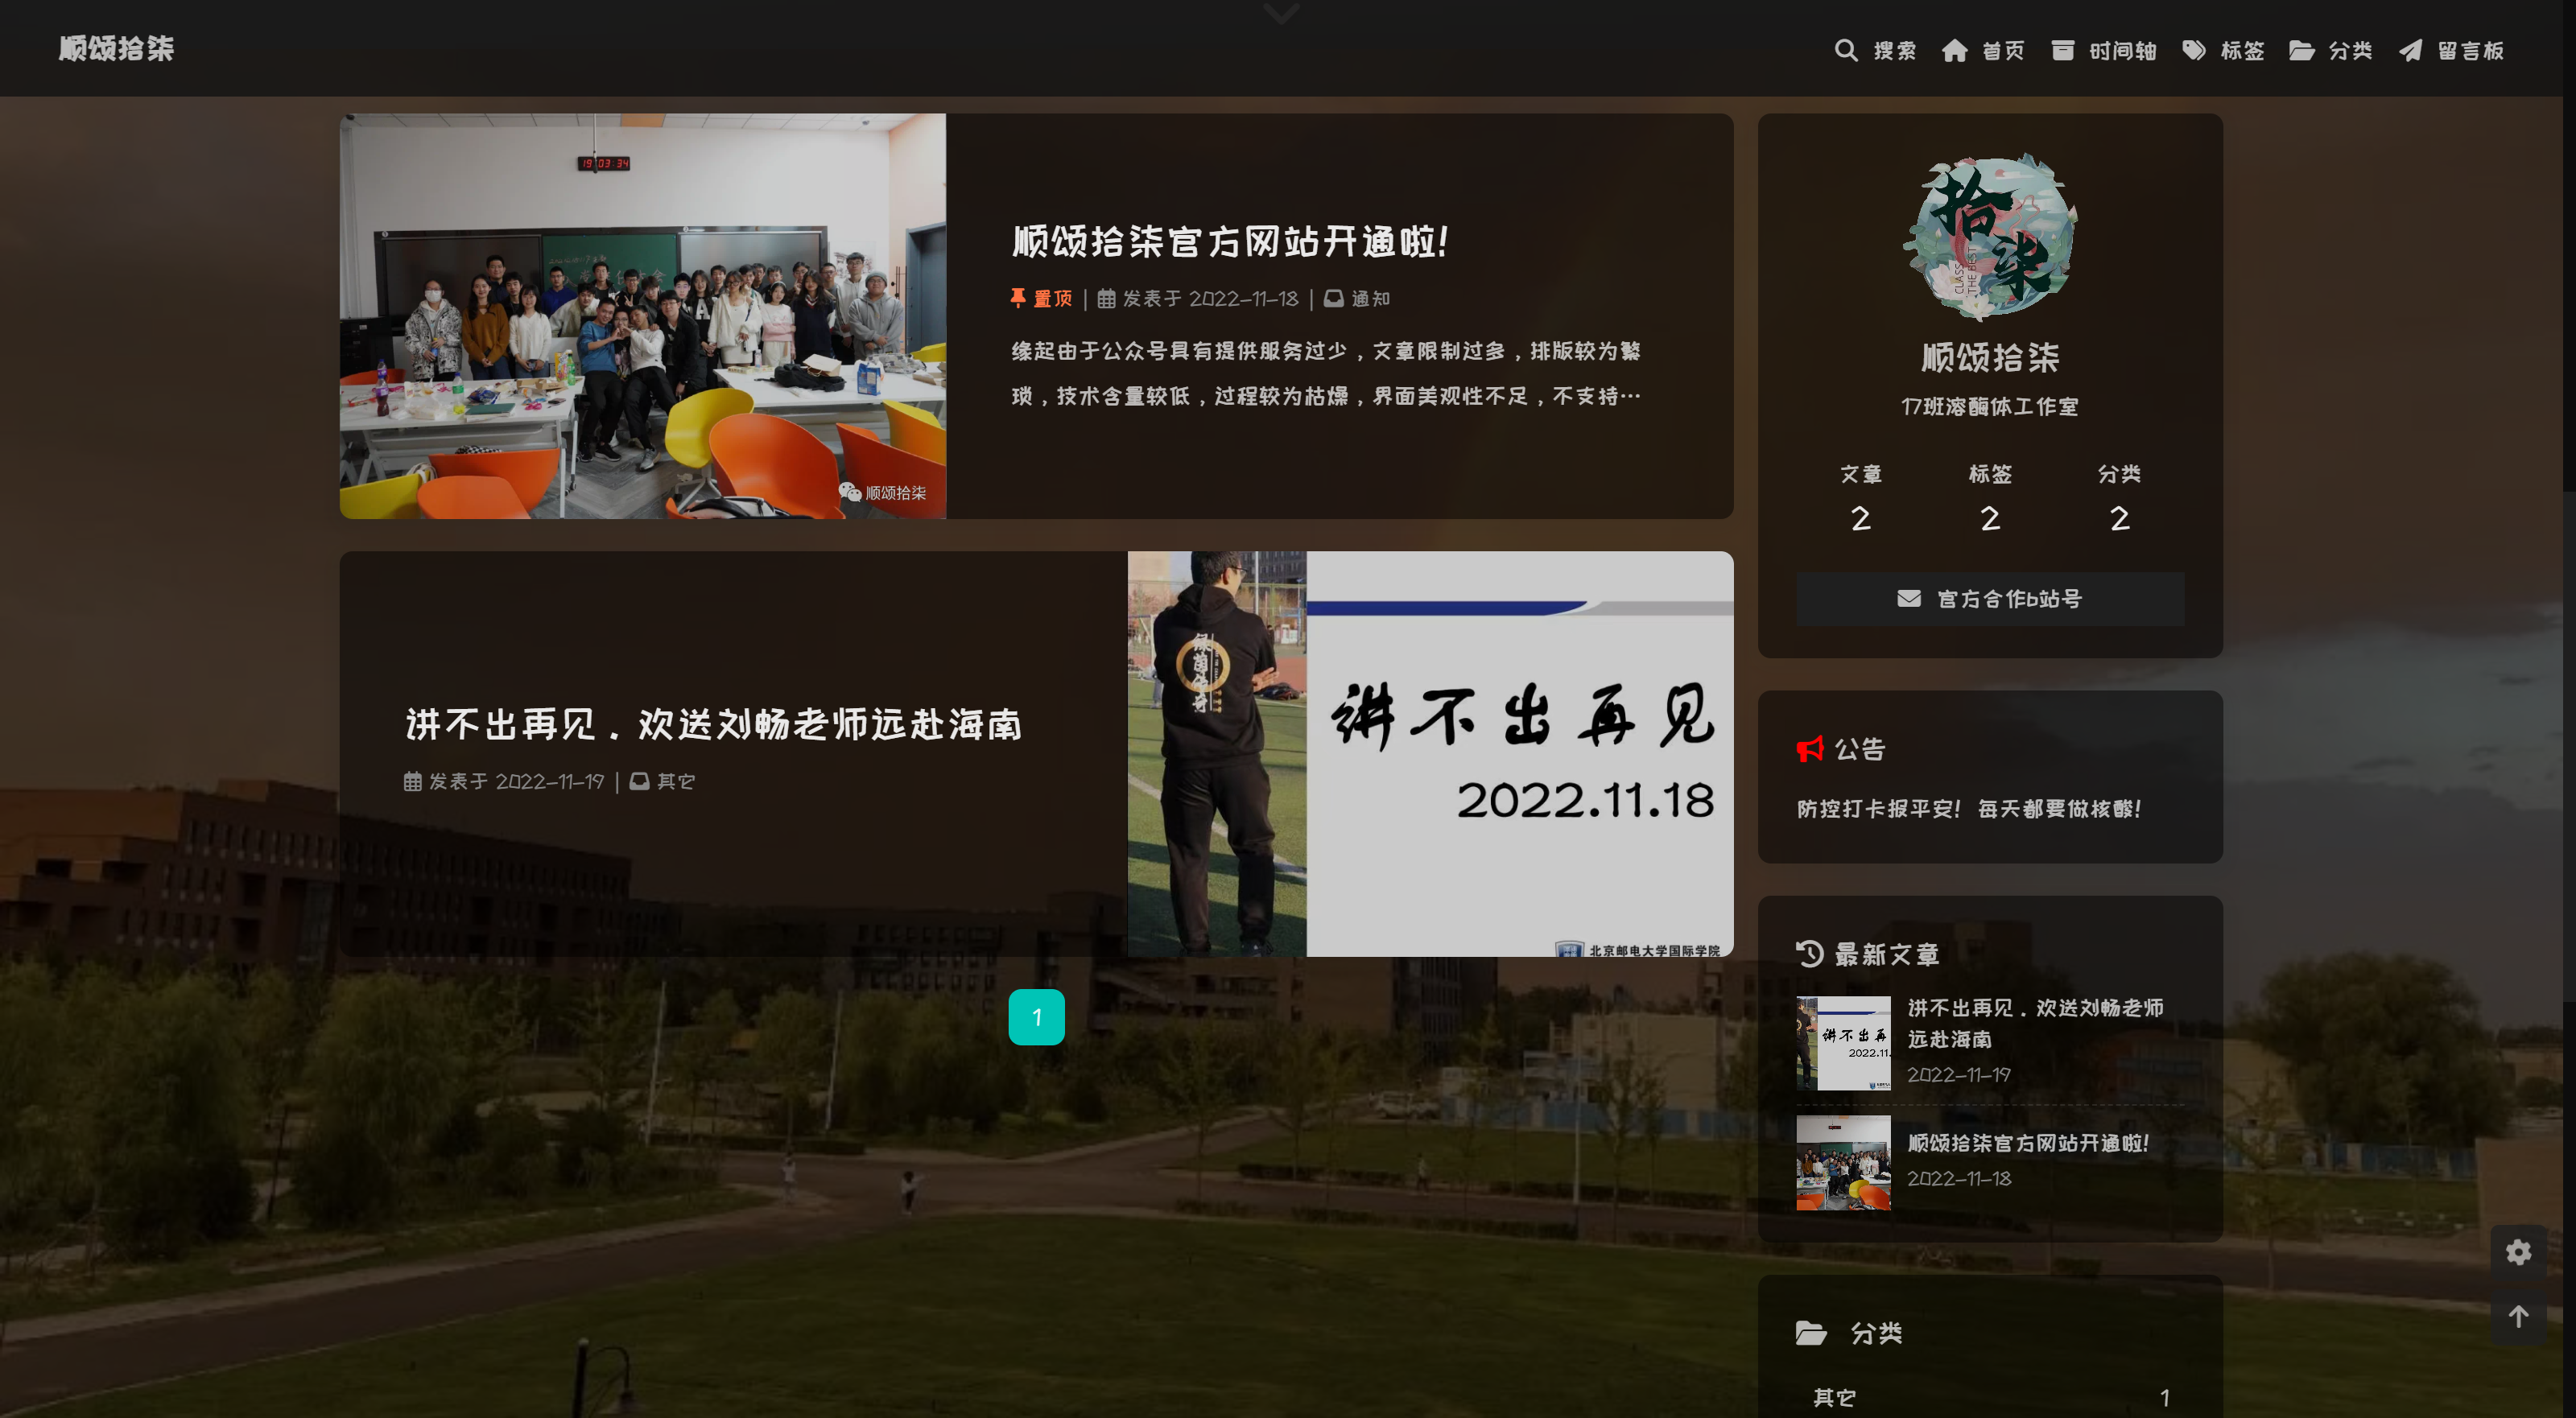 顺颂拾柒
搜索 首页 时间轴 标签 分类 留言板
19:03:34
顺颂拾柒官方网站开通啦!
置顶 | 发表于 2022-11-18 | 通知
缘起由于公众号具有提供服务过少，文章限制过多，排版较为繁
琐，技术含量较低，过程较为枯燥，界面美观性不足，不支持…
顺颂拾柒
讲不出再见．欢送刘畅老师远赴海南
发表于 2022-11-19 | 其它
讲不出再见
2022.11.18
北京邮电大学国际学院
1
拾柒
CLASS
THE BEST
顺颂拾柒
17班溶酶体工作室
文章 标签 分类
2 2 2
官方合作b站号
公告
防控打卡报平安! 每天都要做核酸!
最新文章
讲不出再
2022.11.
讲不出再见．欢送刘畅老师
远赴海南
2022-11-19
顺颂拾柒官方网站开通啦!
2022-11-18
分类
其它 1